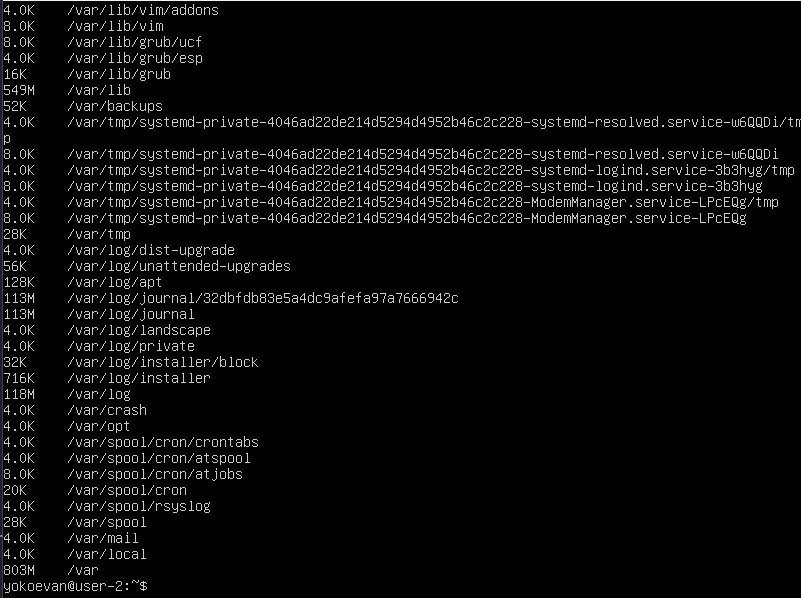 4.0K	/var/lib/vim/addons
8.0K	/var/lib/vim
8.0K	/var/lib/grub/ucf
4.0K	/var/lib/grub/esp
16K	/var/lib/grub
549M	/var/lib
52K	/var/backups
4.0K	/var/tmp/systemd-private-4046ad22de214d5294d4952b46c2c228-systemd-resolved.service-w6QQDi/tm
p
8.0K	/var/tmp/systemd-private-4046ad22de214d5294d4952b46c2c228-systemd-resolved.service-w6QQDi
4.0K	/var/tmp/systemd-private-4046ad22de214d5294d4952b46c2c228-systemd-logind.service-3b3hyg/tmp
8.0K	/var/tmp/systemd-private-4046ad22de214d5294d4952b46c2c228-systemd-logind.service-3b3hyg
4.0K	/var/tmp/systemd-private-4046ad22de214d5294d4952b46c2c228-ModemManager.service-LPcEQg/tmp
8.0K	/var/tmp/systemd-private-4046ad22de214d5294d4952b46c2c228-ModemManager.service-LPcEQg
28K	/var/tmp
4.0K	/var/log/dist-upgrade
56K	/var/log/unattended-upgrades
128K	/var/log/apt
113M	/var/log/journal/32dbfdb83e5a4dc9afefa97a7666942c
113M	/var/log/journal
4.0K	/var/log/landscape
4.0K	/var/log/private
32K	/var/log/installer/block
716K	/var/log/installer
118M	/var/log
4.0K	/var/crash
4.0K	/var/opt
4.0K	/var/spool/cron/crontabs
4.0K	/var/spool/cron/atspool
8.0K	/var/spool/cron/atjobs
20K	/var/spool/cron
4.0K	/var/spool/rsyslog
28K	/var/spool
4.0K	/var/mail
4.0K	/var/local
803M	/var
yokoevan@user-2:~$